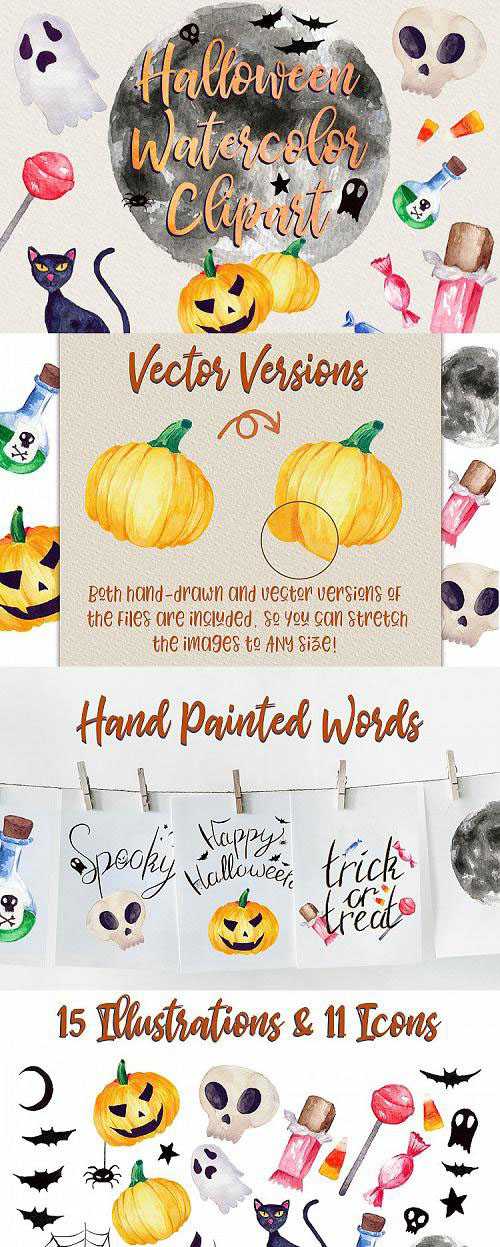 Halloween
Watercolor
Clipart
Vector Versions
Both hand-drawn and vector versions of
the files are included, so you can stretch
the images to ANY size!
Hand Painted Words
Spooky
Happy
Halloween
trick
or
treat
15 Illustrations & 11 Icons